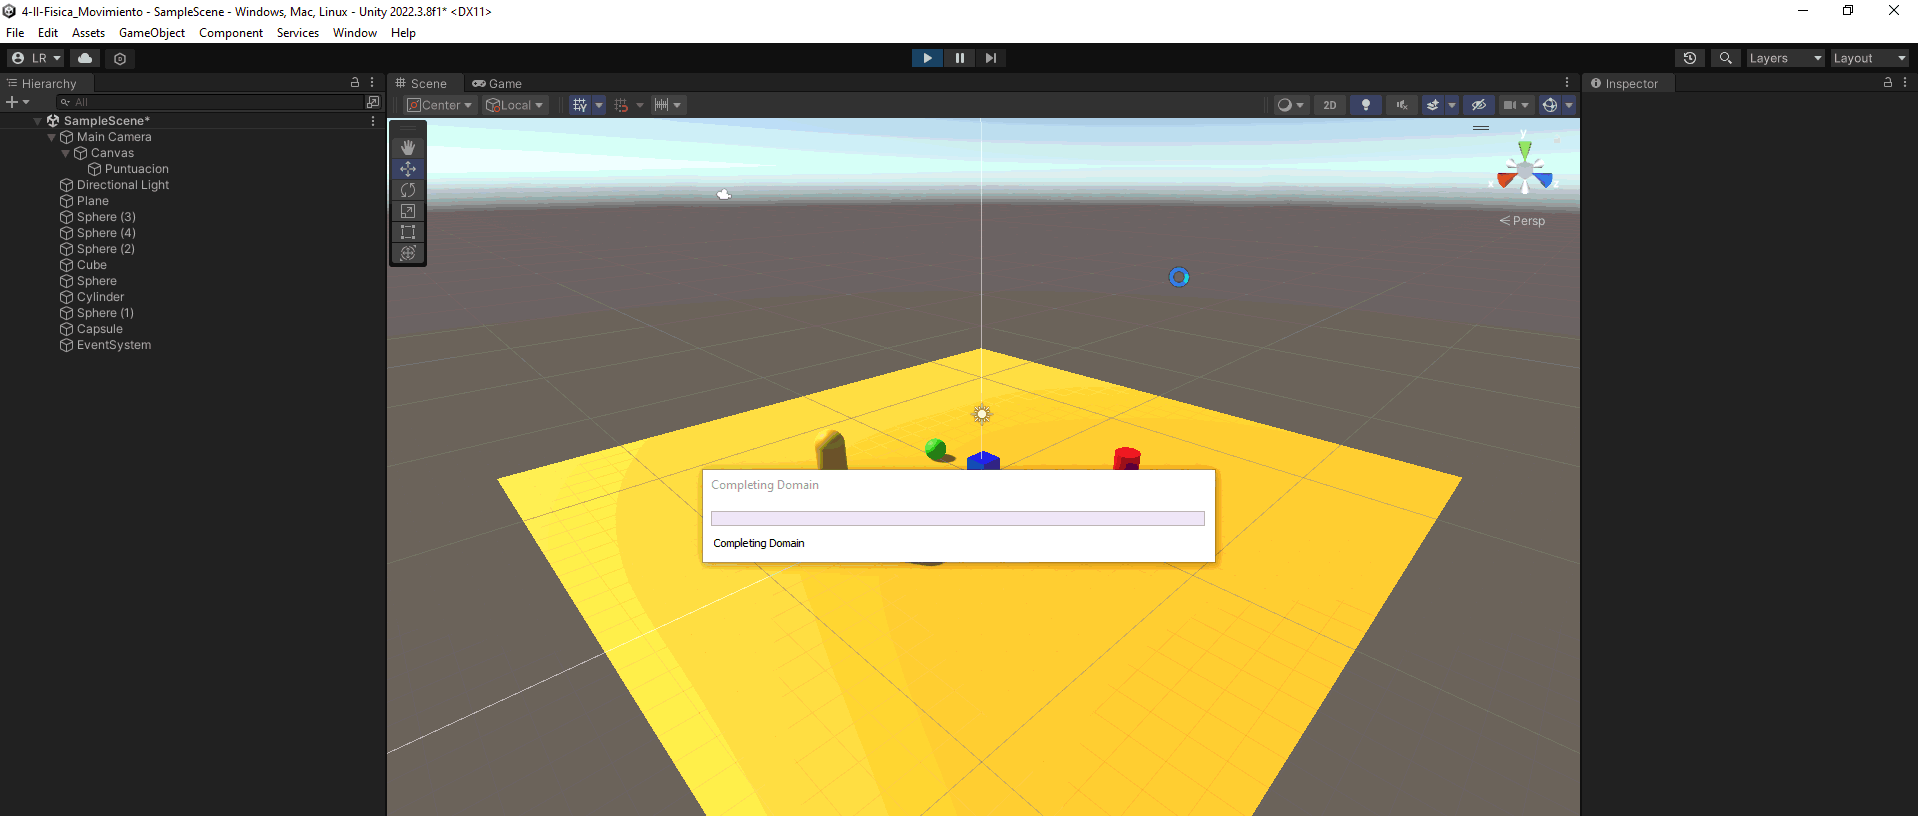 4-II-Fisica_Movimiento - SampleScene - Windows, Mac, Linux - Unity 2022.3.8f1* <DX11>
File Edit Assets GameObject Component Services Window Help
LR Layers Layout
Hierarchy Scene Game Inspector
All Center Local 2D
SampleScene*
Main Camera
Canvas
Puntuacion
Directional Light
Plane
Sphere (3)
Sphere (4)
Sphere (2)
Cube
Sphere
Cylinder
Sphere (1)
Capsule
EventSystem
y
x z
Persp
Completing Domain
Completing Domain